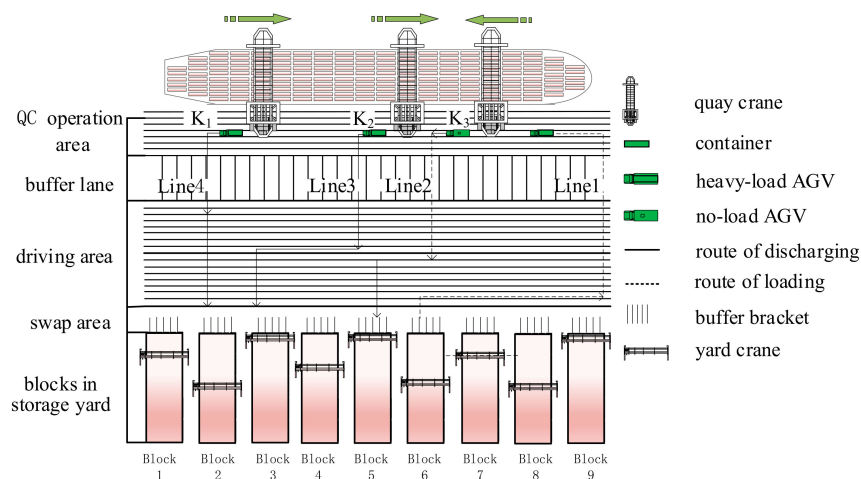 K1
K2
K3
QC operation
area
buffer lane
Line4
Line3
Line2
Line1
driving area
swap area
blocks in
storage yard
Block
1
Block
2
Block
3
Block
4
Block
5
Block
6
Block
7
Block
8
Block
9
quay crane
container
heavy-load AGV
no-load AGV
route of discharging
route of loading
buffer bracket
yard crane